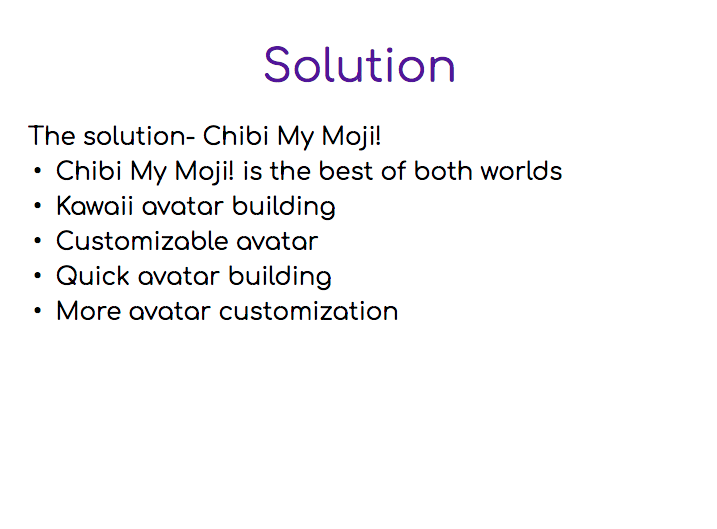 Solution
The solution- Chibi My Moji!
• Chibi My Moji! is the best of both worlds
• Kawaii avatar building
• Customizable avatar
• Quick avatar building
• More avatar customization